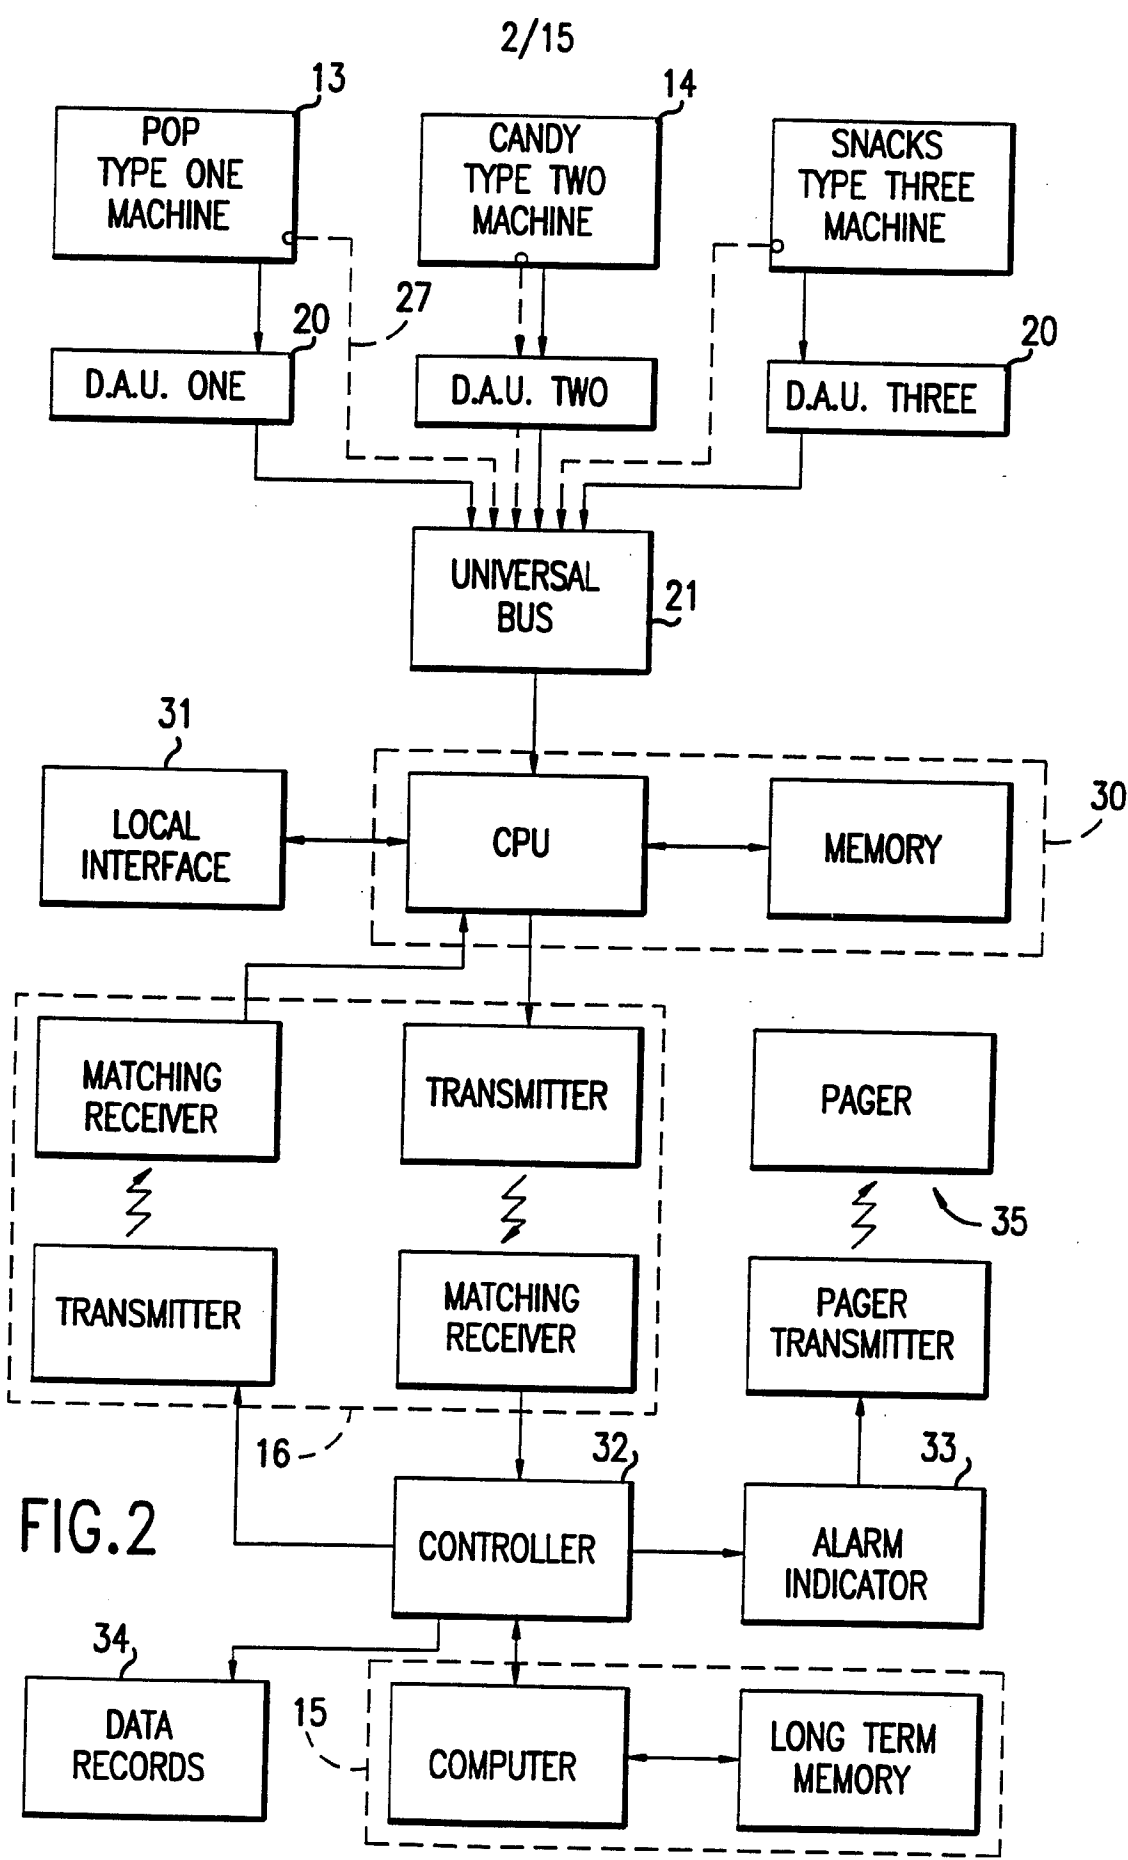 2/15
13
14
POP
TYPE ONE
MACHINE
CANDY
TYPE TWO
MACHINE
SNACKS
TYPE THREE
MACHINE
27
20
20
D.A.U. ONE
D.A.U. TWO
D.A.U. THREE
UNIVERSAL
BUS
21
31
30
LOCAL
INTERFACE
CPU
MEMORY
MATCHING
RECEIVER
TRANSMITTER
PAGER
35
TRANSMITTER
MATCHING
RECEIVER
PAGER
TRANSMITTER
16
32
33
FIG.2
CONTROLLER
ALARM
INDICATOR
34
15
DATA
RECORDS
COMPUTER
LONG TERM
MEMORY